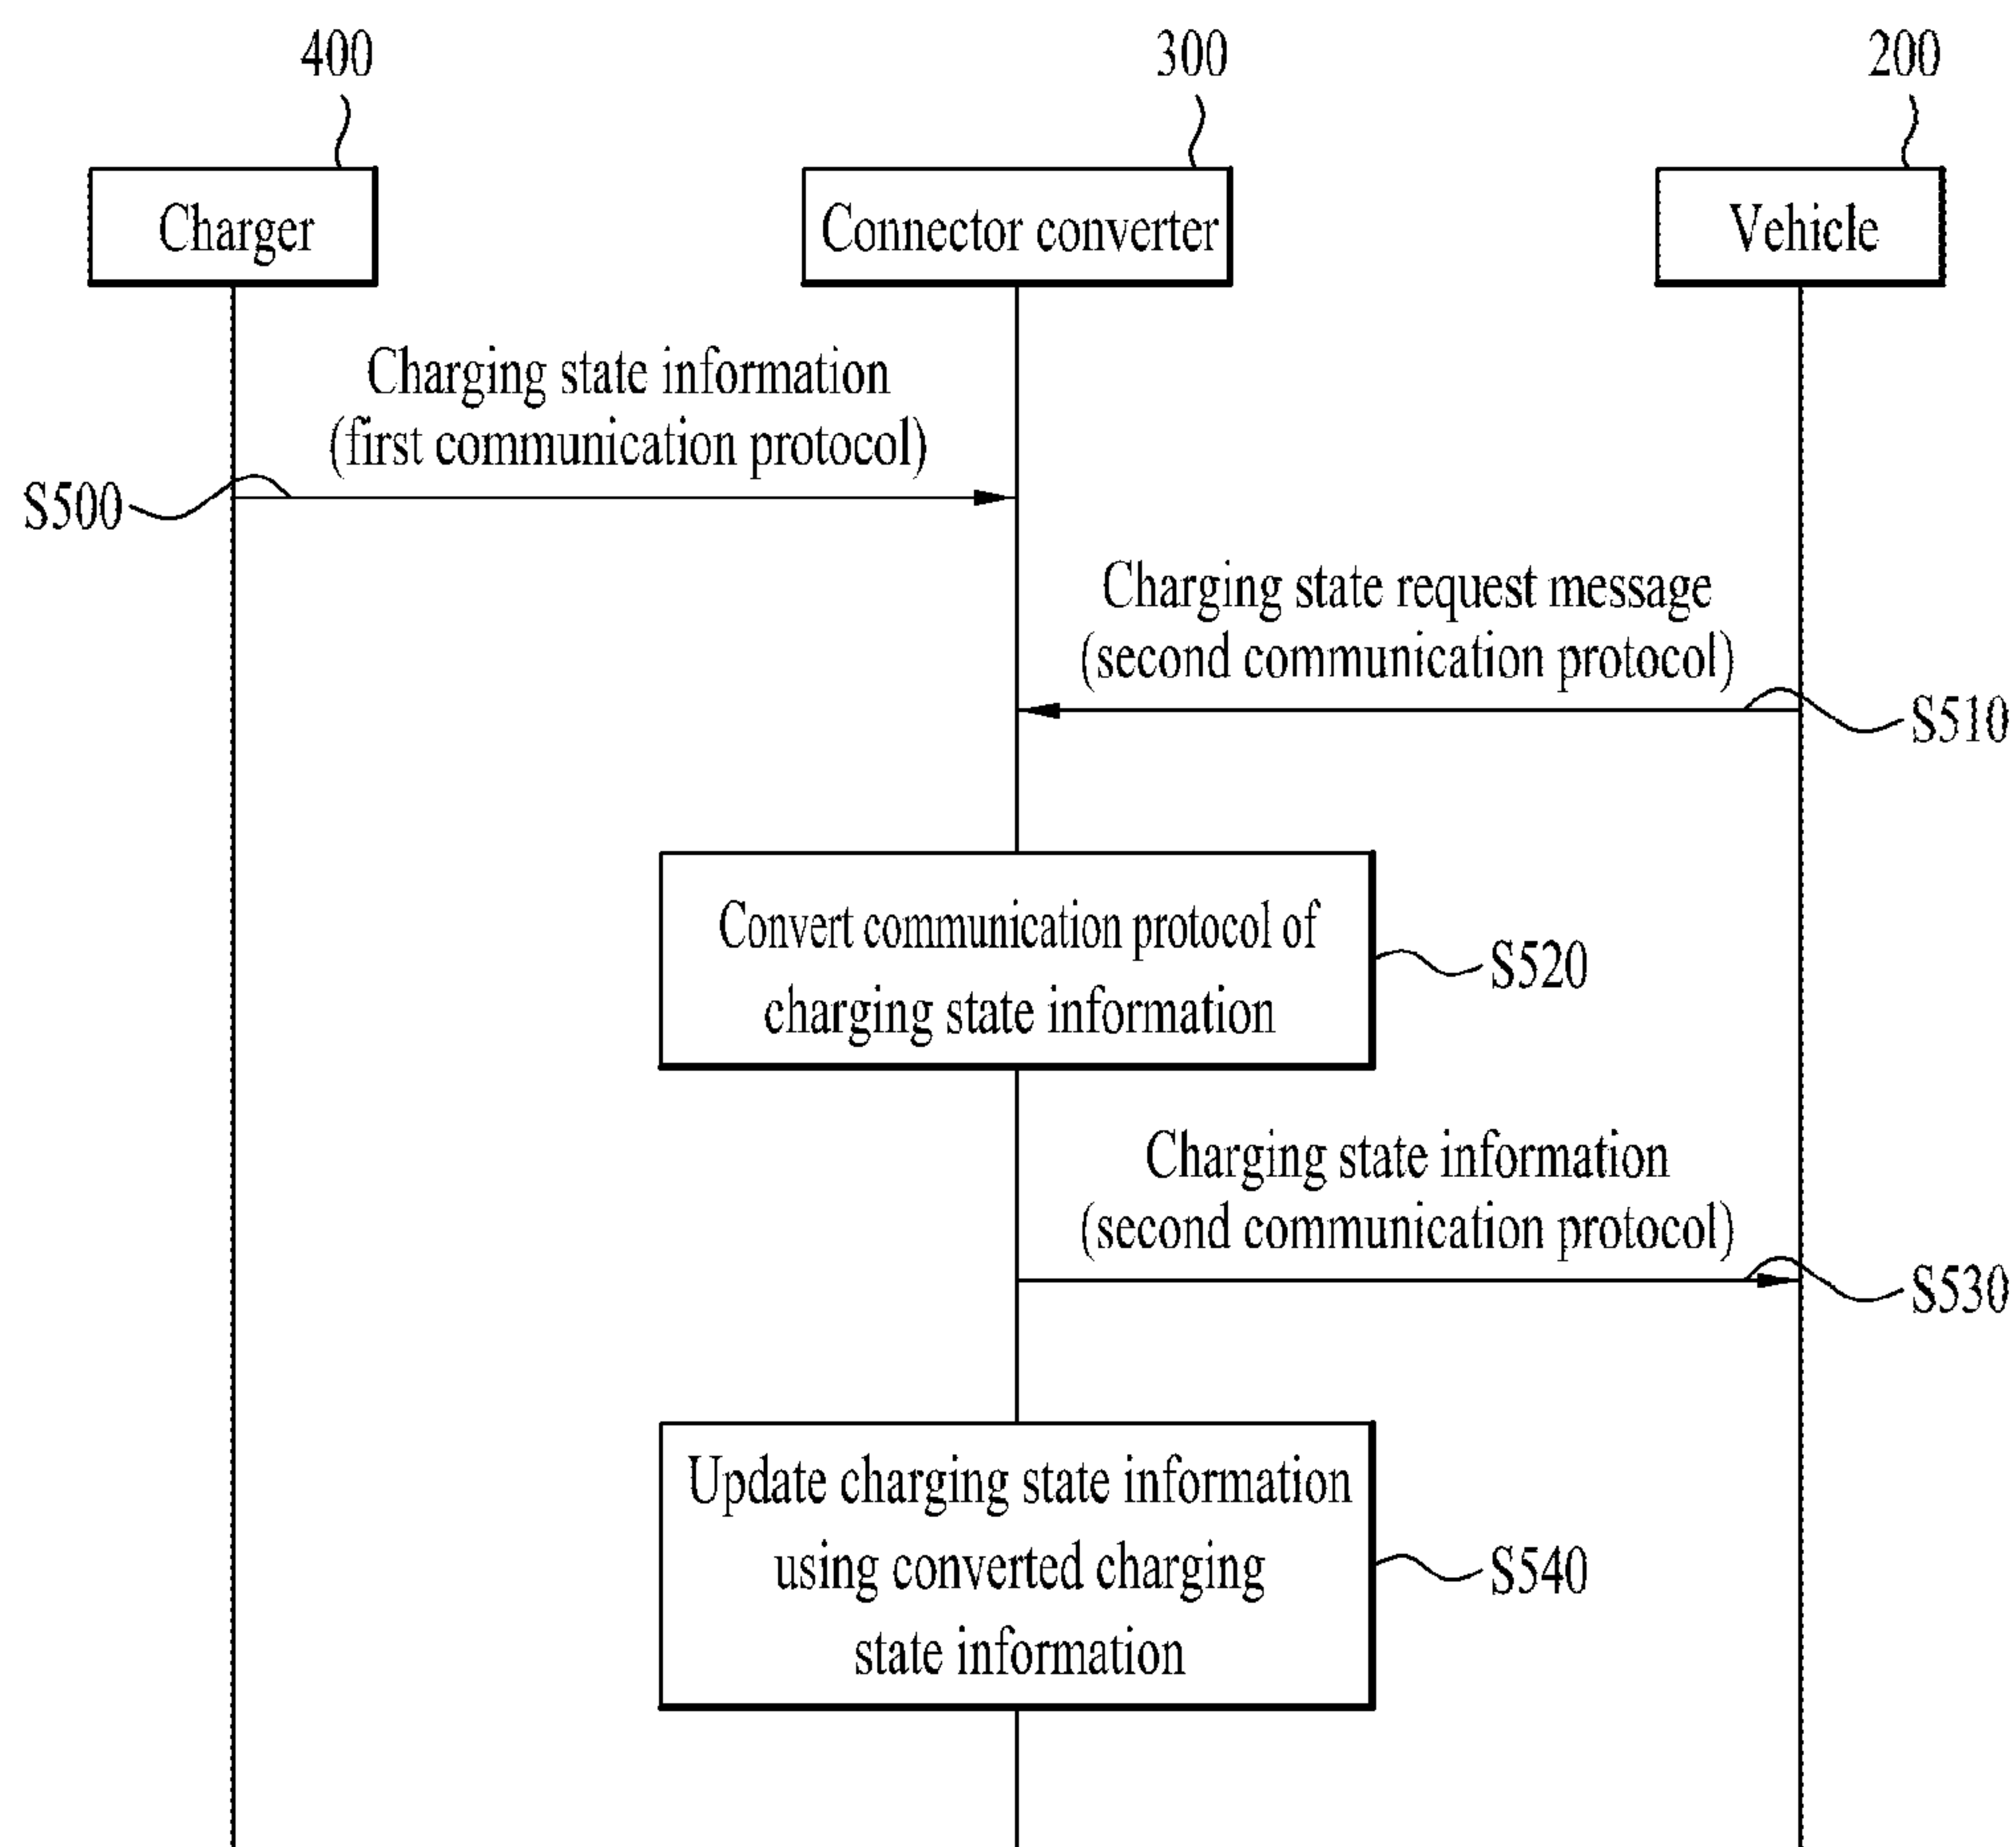 400
300
200
Charger
Connector converter
Vehicle
Charging state information
(first communication protocol)
S500
Charging state request message
(second communication protocol)
S510
Convert communication protocol of
charging state information
S520
Charging state information
(second communication protocol)
S530
Update charging state information
using converted charging
state information
S540